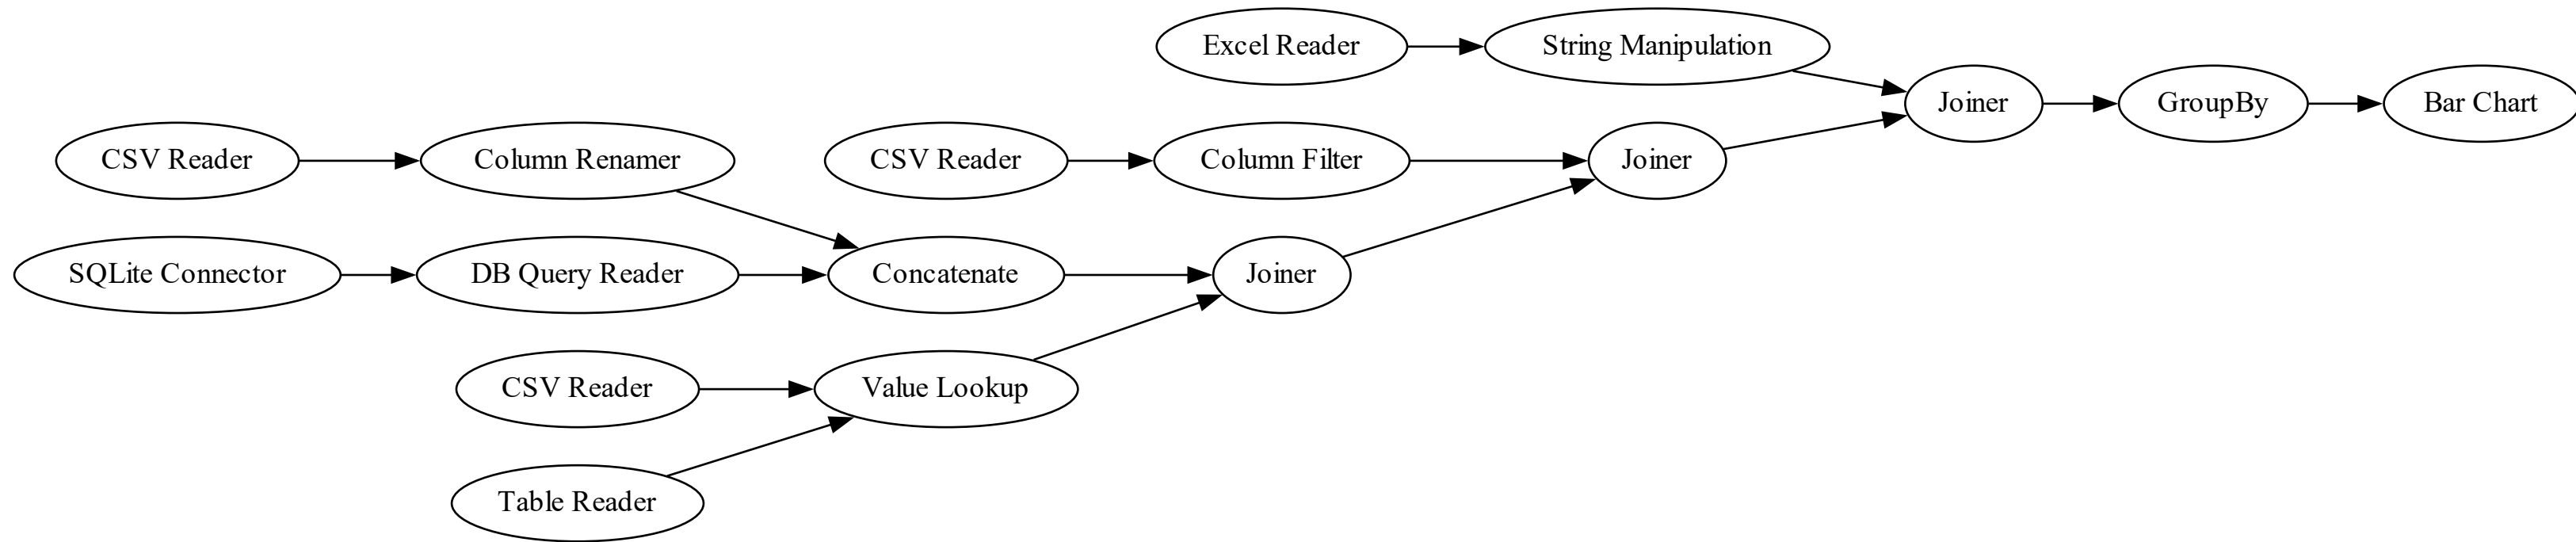 Excel Reader
String Manipulation
Joiner
GroupBy
Bar Chart
CSV Reader
Column Renamer
CSV Reader
Column Filter
Joiner
SQLite Connector
DB Query Reader
Concatenate
Joiner
CSV Reader
Value Lookup
Table Reader